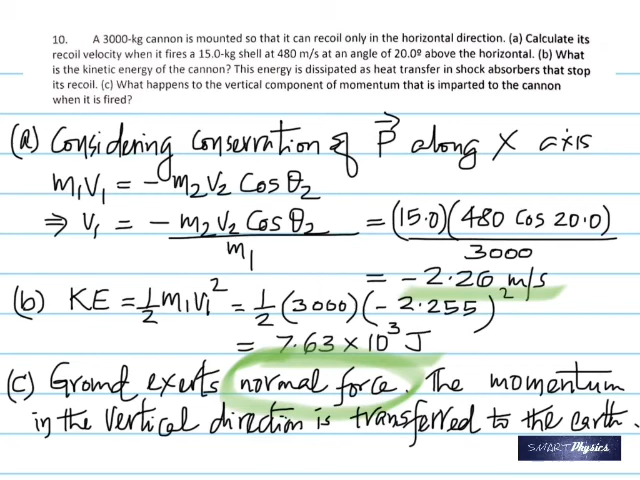 10. A 3000-kg cannon is mounted so that it can recoil only in the horizontal direction. (a) Calculate its
recoil velocity when it fires a 15.0-kg shell at 480 m/s at an angle of 20.0º above the horizontal. (b) What
is the kinetic energy of the cannon? This energy is dissipated as heat transfer in shock absorbers that stop
its recoil. (c) What happens to the vertical component of momentum that is imparted to the cannon
when it is fired?
(a) Considering conservation of P⃗ along X axis
m₁V₁ = −m₂V₂ Cos θ₂
⇒ V₁ = − m₂V₂ Cos θ₂ / m₁ = (15.0)(480 Cos 20.0) / 3000
= −2.26 m/s
(b) KE = ½ m₁V₁² = ½ (3000)(−2.255)²
= 7.63 × 10³ J
(c) Ground exerts normal force. The momentum
in the vertical direction is transferred to the earth.
SMART Physics